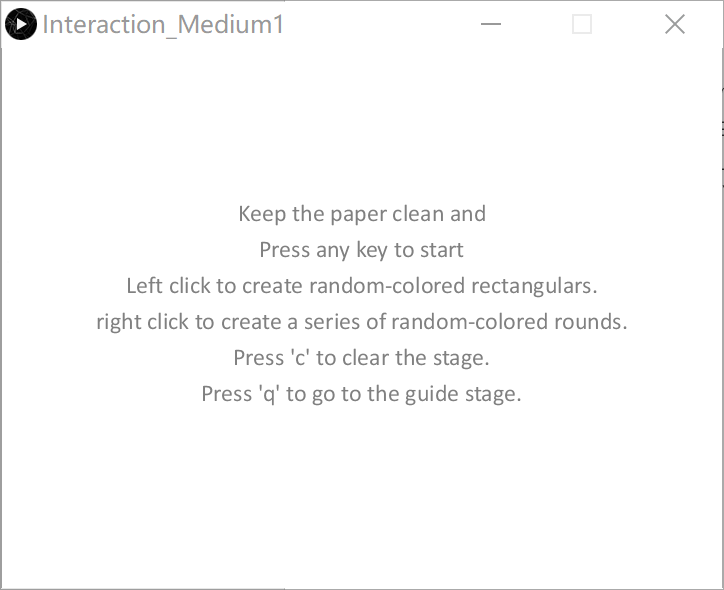 Interaction_Medium1
Keep the paper clean and
Press any key to start
Left click to create random-colored rectangulars.
right click to create a series of random-colored rounds.
Press 'c' to clear the stage.
Press 'q' to go to the guide stage.